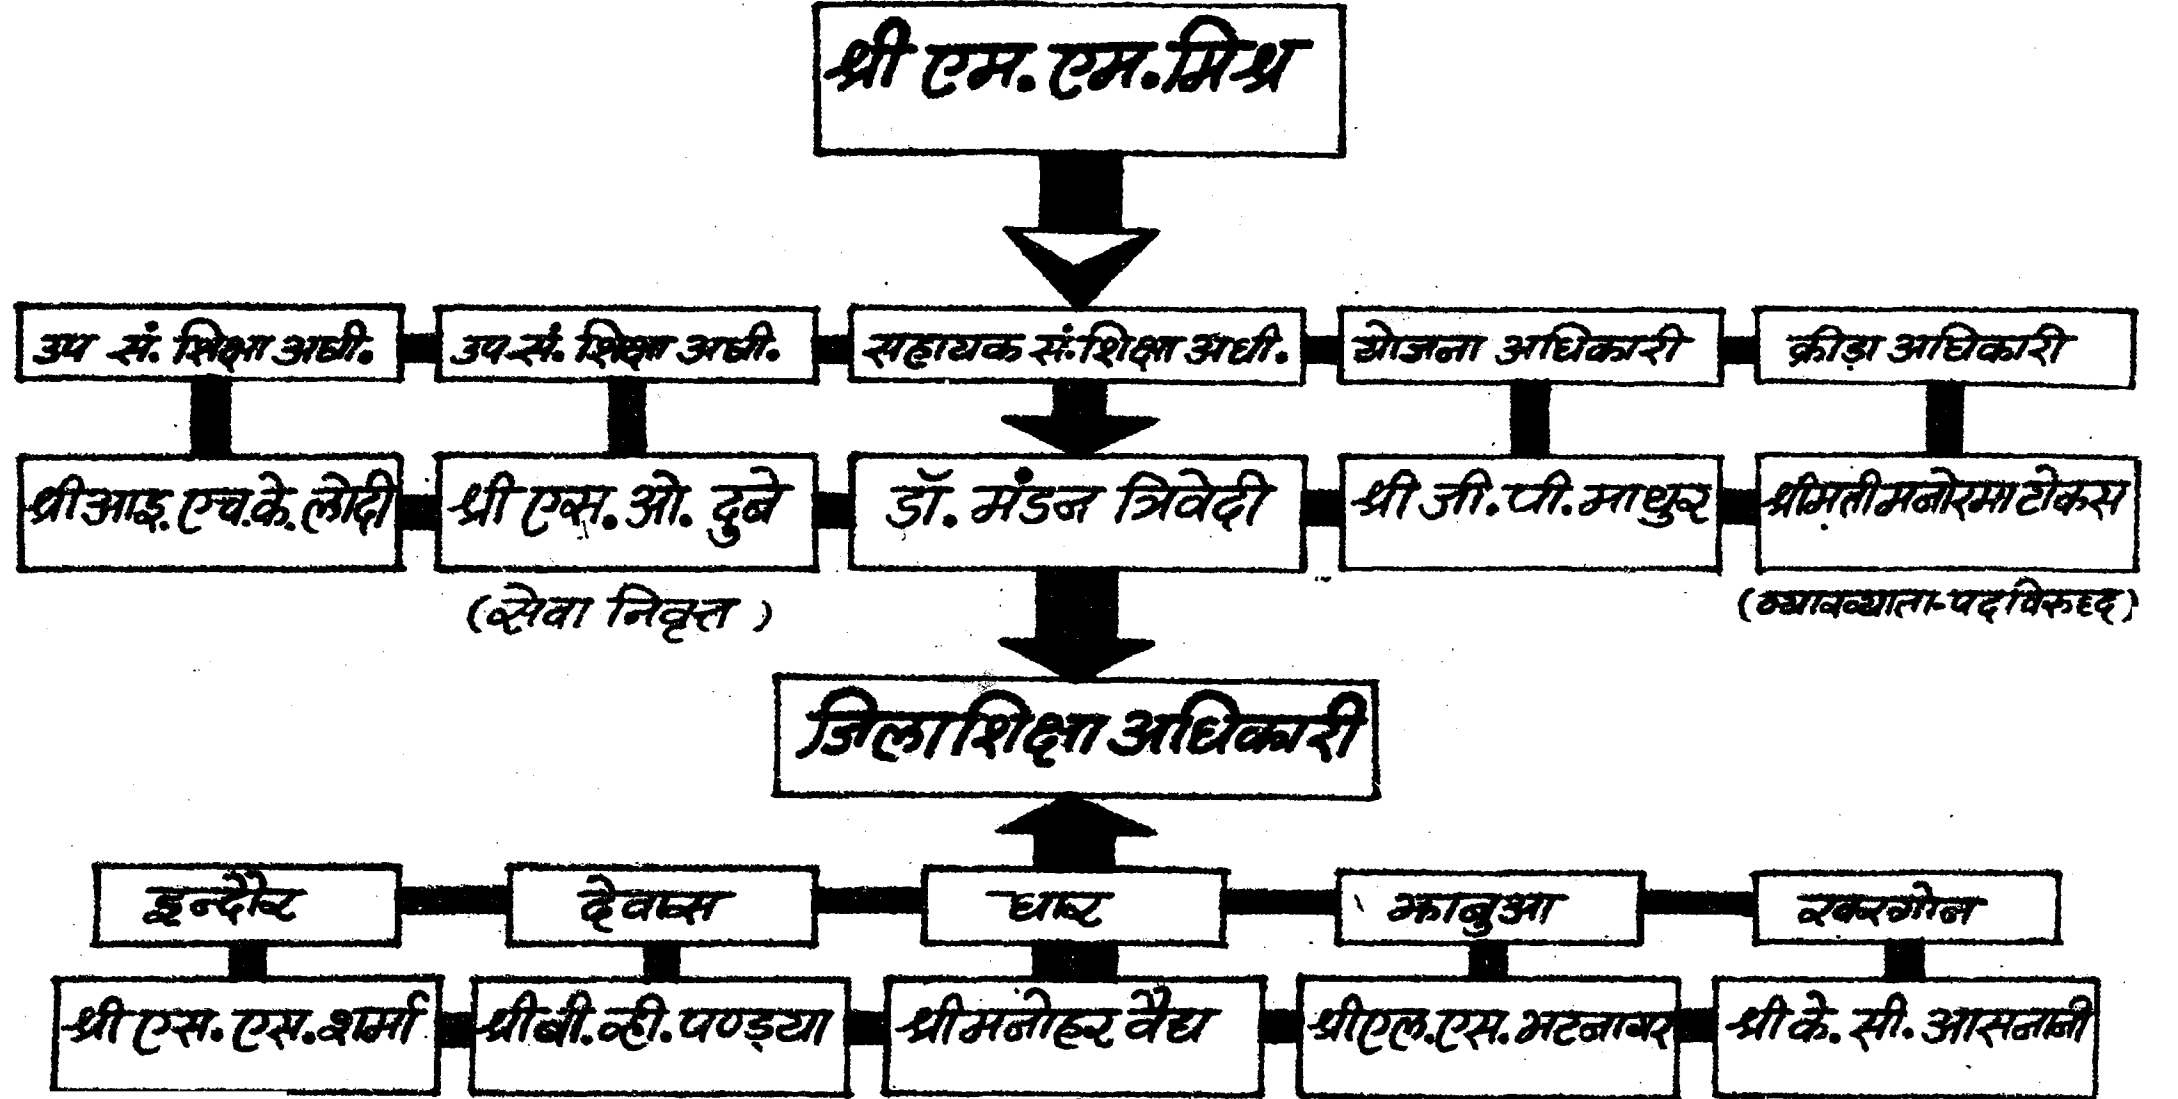 श्री एम. एम. मिश्र
उप सं. शिक्षा अधी. उप सं. शिक्षा अधी. सहायक सं. शिक्षा अधी. योजना अधिकारी क्रीड़ा अधिकारी
श्री आइ. एच. के. लोदी श्री एस. ओ. दुबे डॉ. मंडन त्रिवेदी श्री जी. पी. माथुर श्रीमती मनोरमा टोकस
(सेवा निवृत्त) (व्याख्याता-पद विरुद्द)
जिला शिक्षा अधिकारी
इन्दौर देवास धार झाबुआ खरगोन
श्री एस. एस. शर्मा श्री बी. व्ही. पण्ड्या श्री मनोहर वैद्य श्री एल. एस. भटनागर श्री के. सी. आसनानी